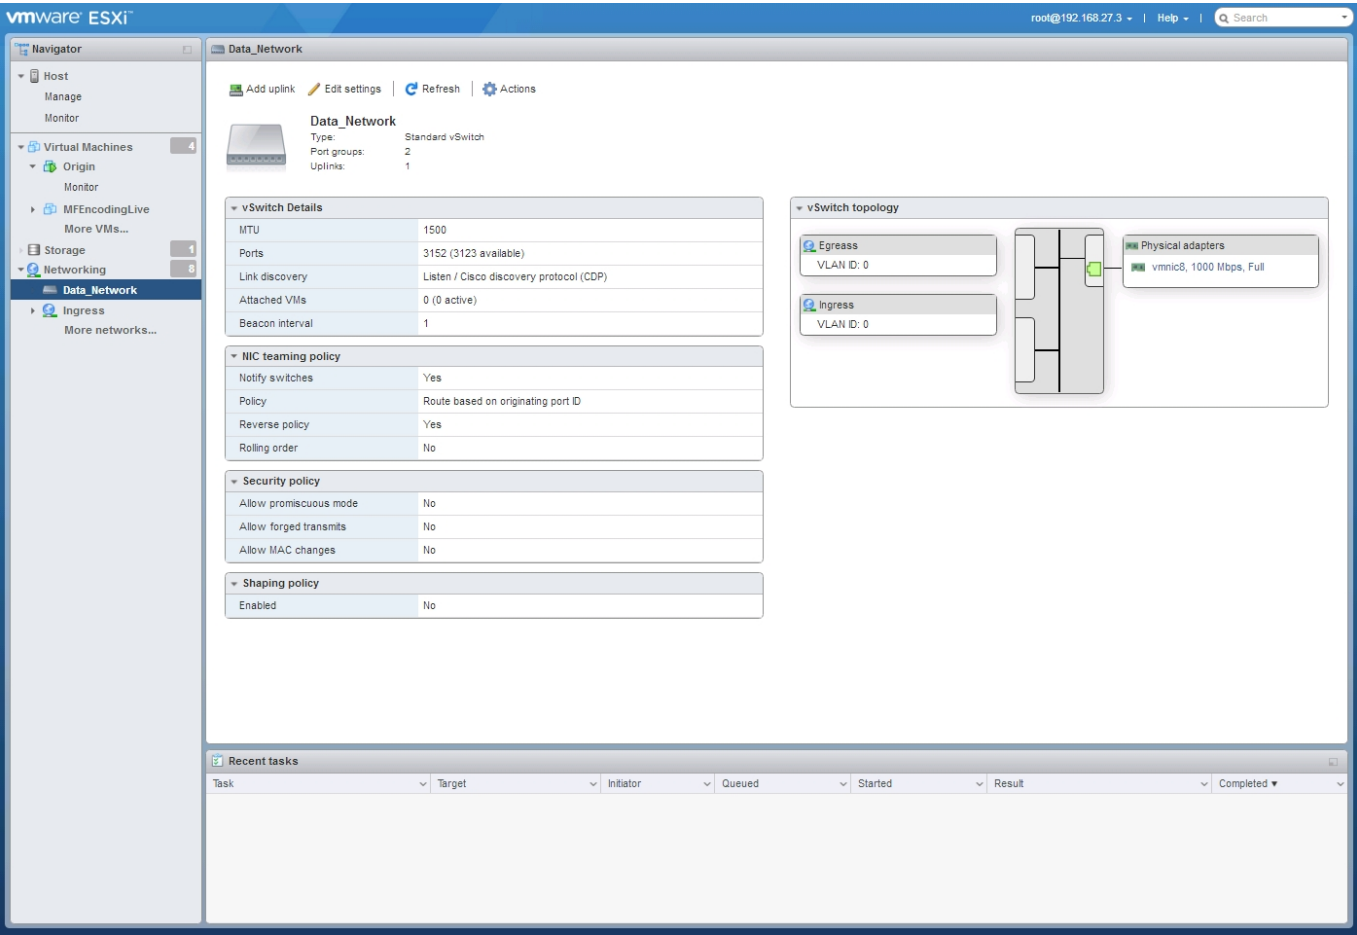 vmware ESXi™
root@192.168.27.3 | Help | Search
Navigator
Host
Manage
Monitor
Virtual Machines 4
Origin
Monitor
MFEncodingLive
More VMs...
Storage 1
Networking 8
Data_Network
Ingress
More networks...
Data_Network
Add uplink Edit settings | Refresh | Actions
Data_Network
Type: Standard vSwitch
Port groups: 2
Uplinks: 1
vSwitch Details
MTU 1500
Ports 3152 (3123 available)
Link discovery Listen / Cisco discovery protocol (CDP)
Attached VMs 0 (0 active)
Beacon interval 1
NIC teaming policy
Notify switches Yes
Policy Route based on originating port ID
Reverse policy Yes
Rolling order No
Security policy
Allow promiscuous mode No
Allow forged transmits No
Allow MAC changes No
Shaping policy
Enabled No
vSwitch topology
Egreass
VLAN ID: 0
Ingress
VLAN ID: 0
Physical adapters
vmnic8, 1000 Mbps, Full
Recent tasks
Task Target Initiator Queued Started Result Completed